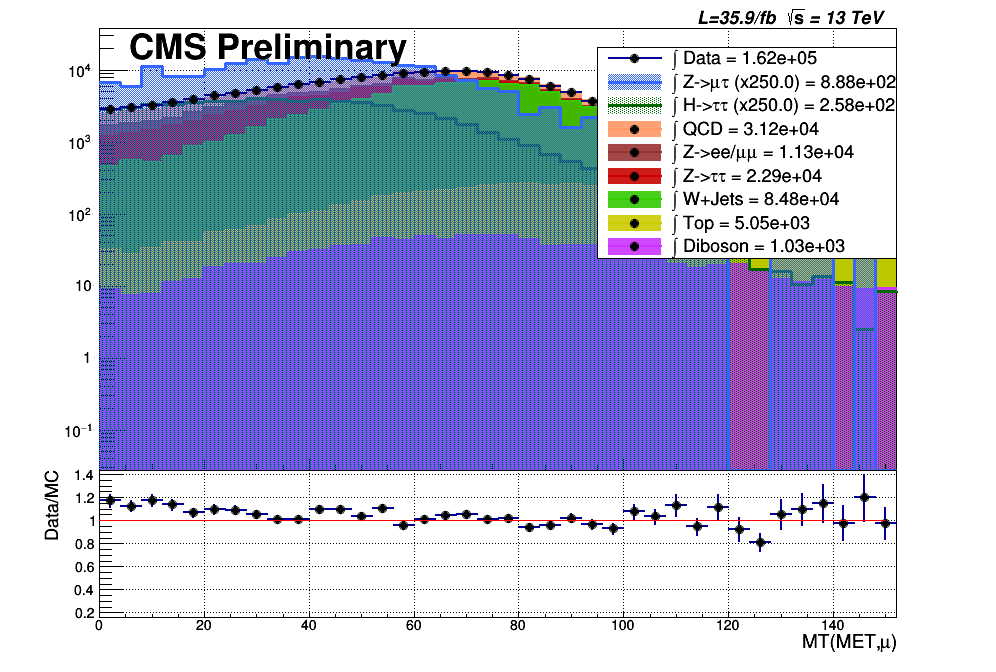 L=35.9/fb √s = 13 TeV
CMS Preliminary
∫ Data = 1.62e+05
∫ Z->μτ (x250.0) = 8.88e+02
∫ H->ττ (x250.0) = 2.58e+02
∫ QCD = 3.12e+04
∫ Z->ee/μμ = 1.13e+04
∫ Z->ττ = 2.29e+04
∫ W+Jets = 8.48e+04
∫ Top = 5.05e+03
∫ Diboson = 1.03e+03
10⁴
10³
10²
10
1
10⁻¹
Data/MC
1.4
1.2
1
0.8
0.6
0.4
0.2
0 20 40 60 80 100 120 140
MT(MET,μ)